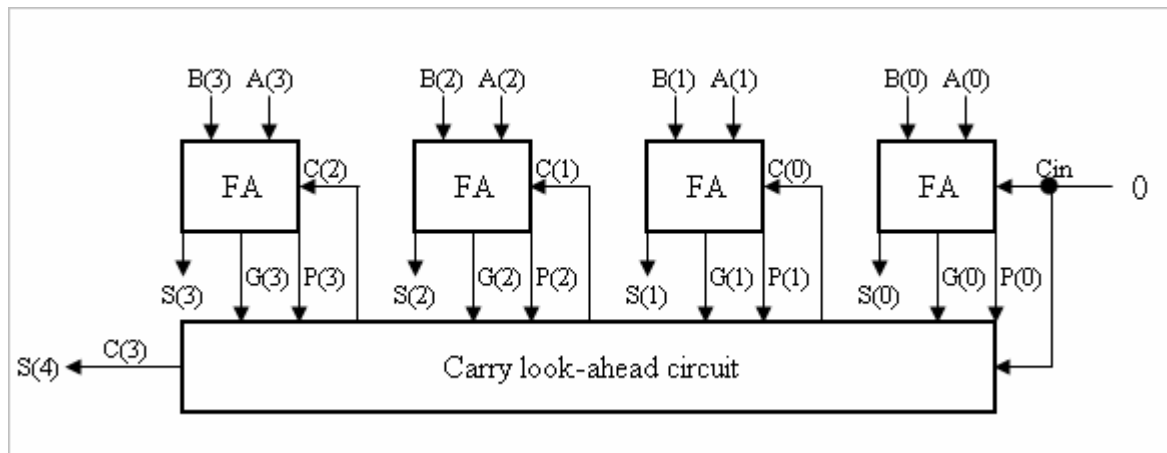 B(3) A(3) B(2) A(2) B(1) A(1) B(0) A(0)
C(2) C(1) C(0) Cin
FA FA FA FA 0
G(3) P(3) G(2) P(2) G(1) P(1) G(0) P(0)
S(3) S(2) S(1) S(0)
C(3)
S(4) Carry look-ahead circuit